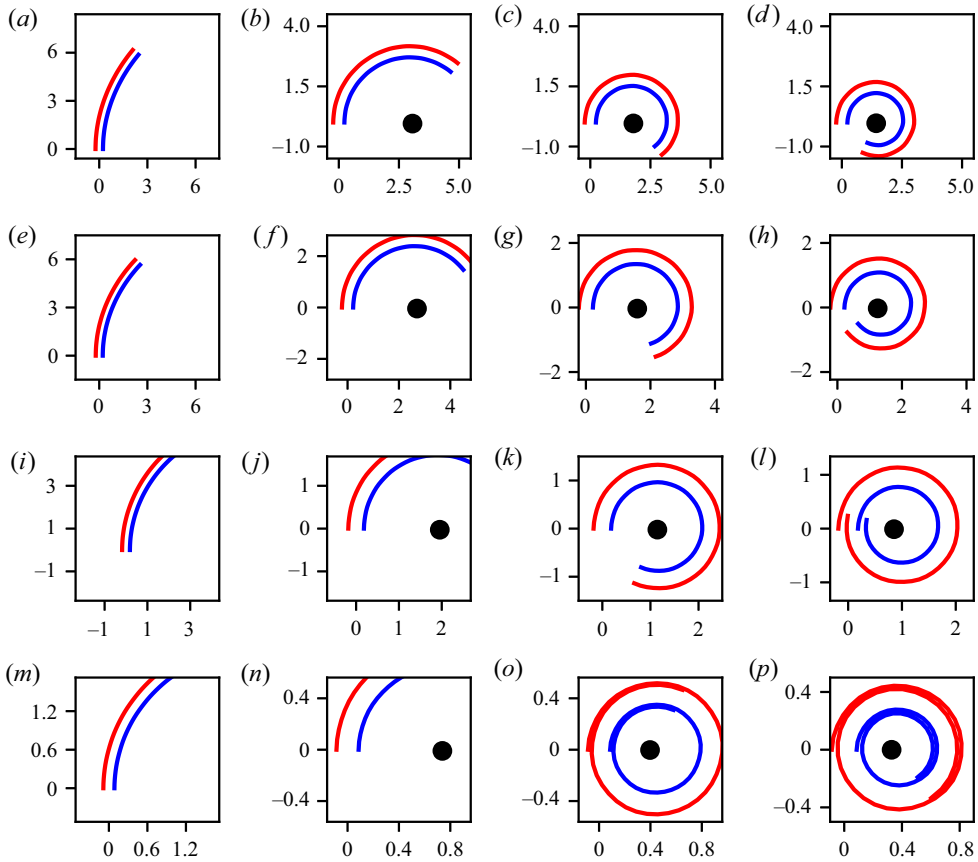 (a) (b) (c) (d)
6 4.0 4.0 4.0
3 1.5 1.5 1.5
0 –1.0 –1.0 –1.0
0 3 6 0 2.5 5.0 0 2.5 5.0 0 2.5 5.0
(e) (f) (g) (h)
6 2 2 2
3 0 0 0
0 –2 –2 –2
0 3 6 0 2 4 0 2 4 0 2 4
(i) (j) (k) (l)
3 1 1 1
1 0 0 0
–1 –1 –1 –1
–1 1 3 0 1 2 0 1 2 0 1 2
(m) (n) (o) (p)
1.2 0.4 0.4 0.4
0.6 0 0 0
0 –0.4 –0.4 –0.4
0 0.6 1.2 0 0.4 0.8 0 0.4 0.8 0 0.4 0.8